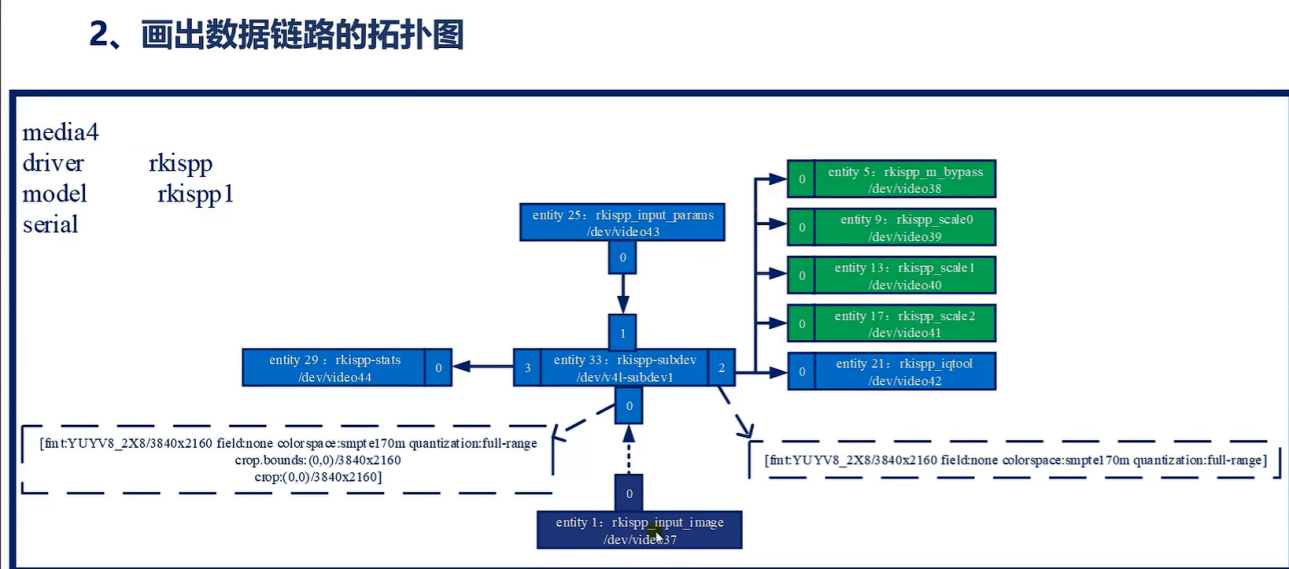 2、画出数据链路的拓扑图
media4
driver rkispp
model rkispp1
serial
entity 25：rkispp_input_params
/dev/video43
0
1
entity 29：rkispp-stats
/dev/video44
0
3
entity 33：rkispp-subdev
/dev/v4l-subdev1
2
0
0
entity 5：rkispp_m_bypass
/dev/video38
0
entity 9：rkispp_scale0
/dev/video39
0
entity 13：rkispp_scale1
/dev/video40
0
entity 17：rkispp_scale2
/dev/video41
0
entity 21：rkispp_iqtool
/dev/video42
[fmt:YUYV8_2X8/3840x2160 field:none colorspace:smpte170m quantization:full-range
crop.bounds:(0,0)/3840x2160
crop:(0,0)/3840x2160]
[fmt:YUYV8_2X8/3840x2160 field:none colorspace:smpte170m quantization:full-range]
0
entity 1：rkispp_input_image
/dev/video37